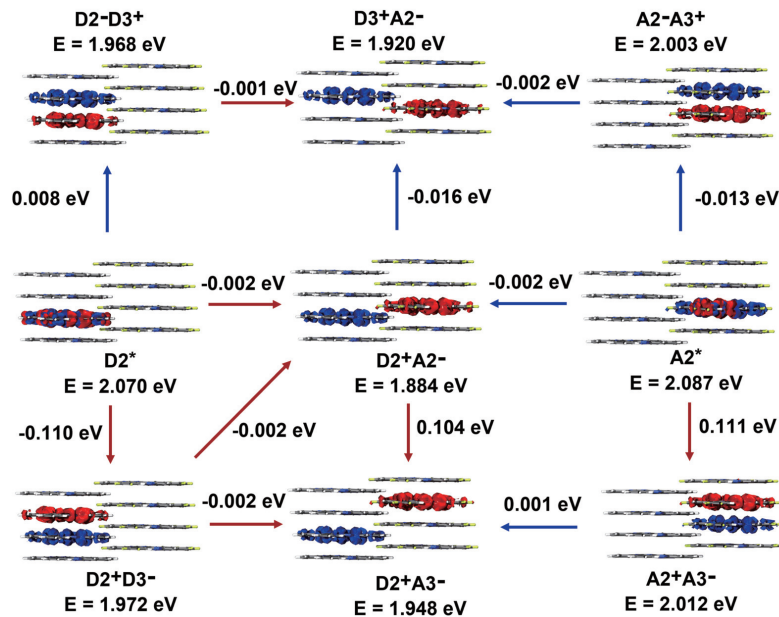 D2-D3+ D3+A2- A2-A3+
E = 1.968 eV E = 1.920 eV E = 2.003 eV
-0.001 eV -0.002 eV
0.008 eV -0.016 eV -0.013 eV
-0.002 eV -0.002 eV
D2* D2+A2- A2*
E = 2.070 eV E = 1.884 eV E = 2.087 eV
-0.110 eV -0.002 eV 0.104 eV 0.111 eV
-0.002 eV 0.001 eV
D2+D3- D2+A3- A2+A3-
E = 1.972 eV E = 1.948 eV E = 2.012 eV